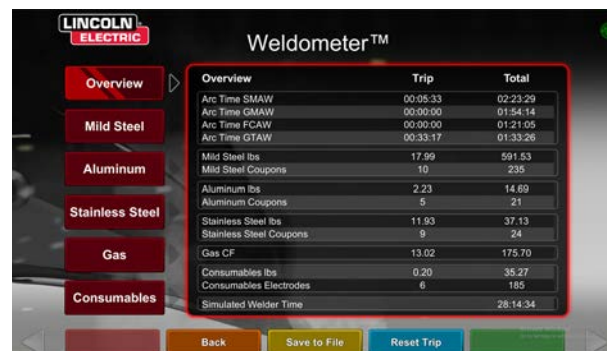 LINCOLN
ELECTRIC
Weldometer™
Overview
Mild Steel
Aluminum
Stainless Steel
Gas
Consumables
Overview Trip Total
Arc Time SMAW 00:05:33 02:23:29
Arc Time GMAW 00:00:00 01:54:14
Arc Time FCAW 00:00:00 01:21:05
Arc Time GTAW 00:33:17 01:33:26
Mild Steel lbs 17.99 591.53
Mild Steel Coupons 10 235
Aluminum lbs 2.23 14.69
Aluminum Coupons 5 21
Stainless Steel lbs 11.93 37.13
Stainless Steel Coupons 9 24
Gas CF 13.02 175.70
Consumables lbs 0.20 35.27
Consumables Electrodes 6 185
Simulated Welder Time 28:14:34
Back
Save to File
Reset Trip